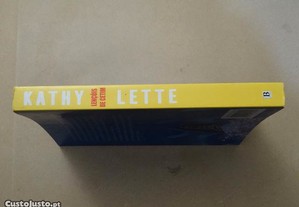 KATHY LENÇÓIS DE CETIM LETTE B
CustoJusto.pt